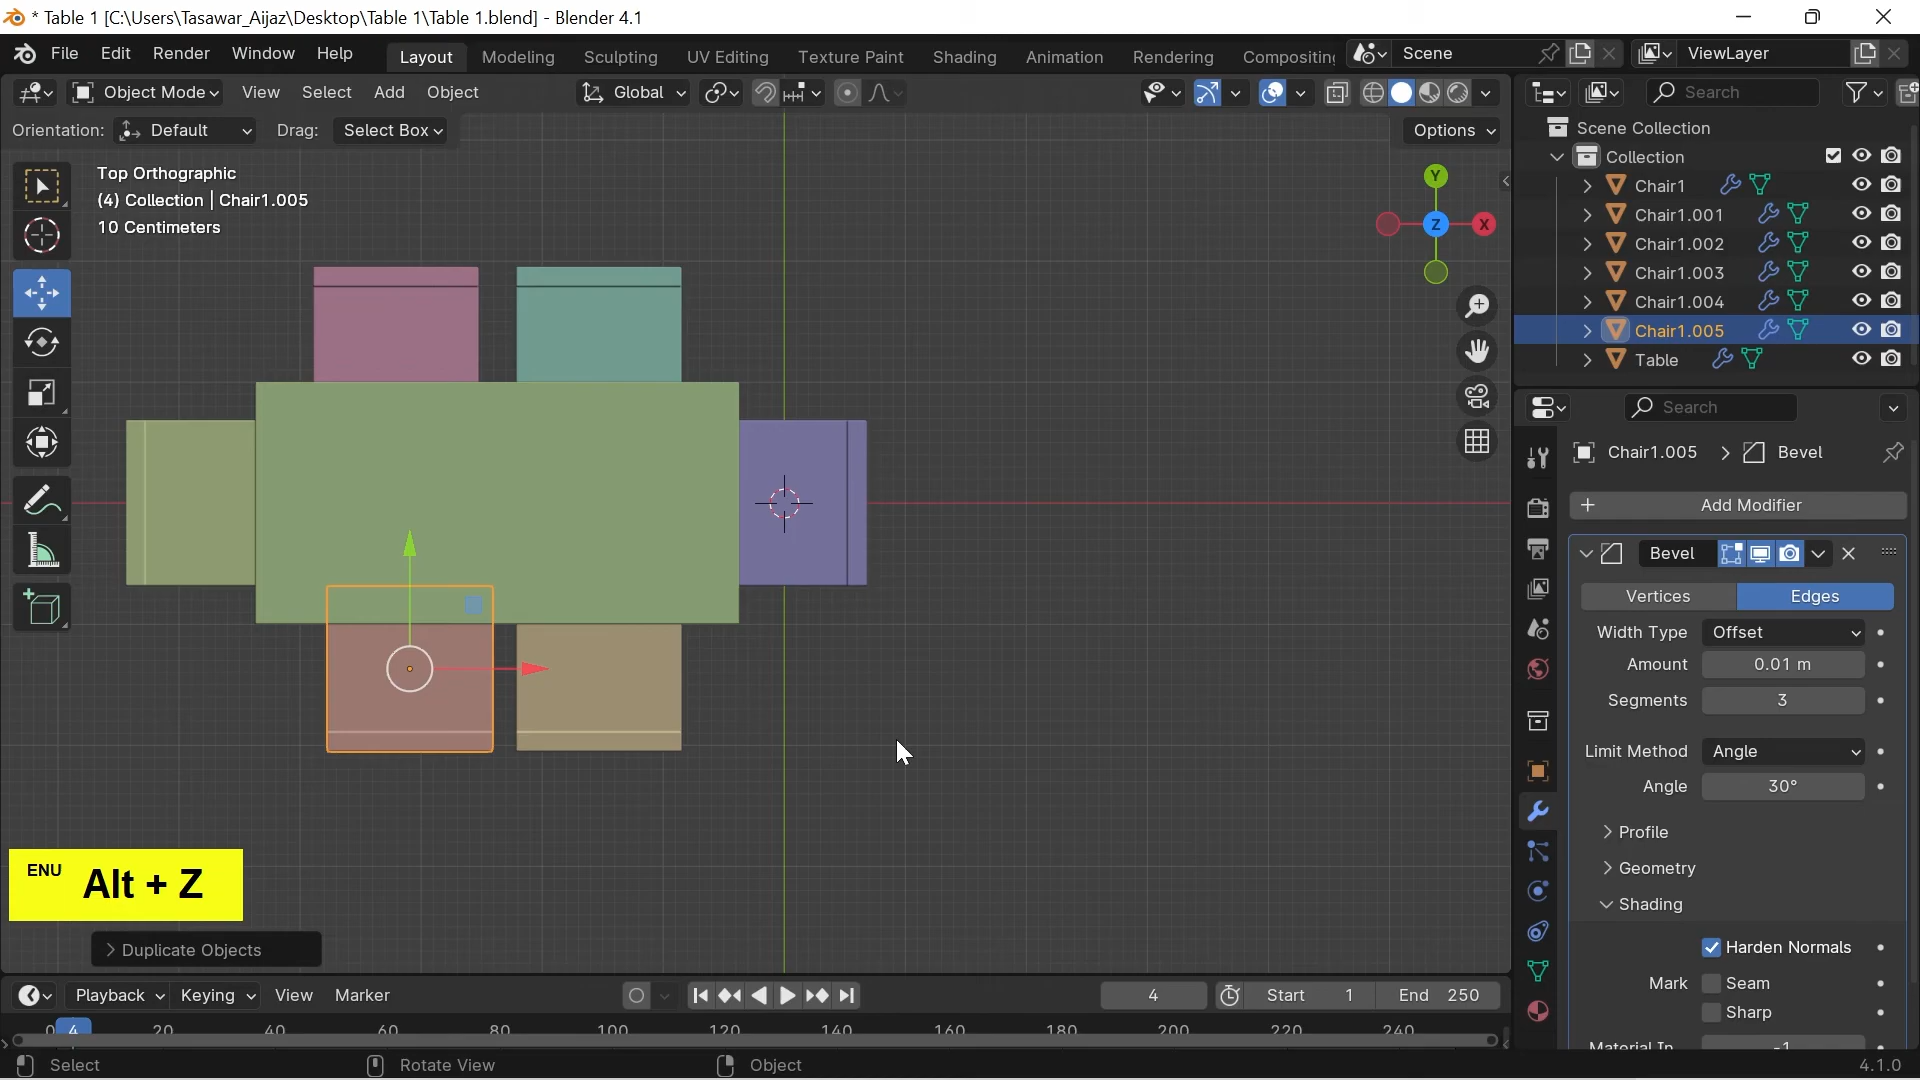 * Table 1 [C:\Users\Tasawar_Aijaz\Desktop\Table 1\Table 1.blend] - Blender 4.1
File Edit Render Window Help
Layout Modeling Sculpting UV Editing Texture Paint Shading Animation Rendering Compositing
Scene
ViewLayer
Object Mode View Select Add Object
Global
Search
Orientation: Default Drag: Select Box
Options
Top Orthographic
(4) Collection | Chair1.005
10 Centimeters
Y
X
Z
Scene Collection
Collection
Chair1
Chair1.001
Chair1.002
Chair1.003
Chair1.004
Chair1.005
Table
Search
Chair1.005 > Bevel
+ Add Modifier
Bevel
Vertices Edges
Width Type Offset
Amount 0.01 m
Segments 3
Limit Method Angle
Angle 30°
Profile
Geometry
Shading
Harden Normals
Mark Seam
Sharp
Material In -1
ENU Alt + Z
Duplicate Objects
Playback Keying View Marker
4
Start 1
End 250
0 4 20 40 60 80 100 120 140 160 180 200 220 240
Select
Rotate View
Object
4.1.0